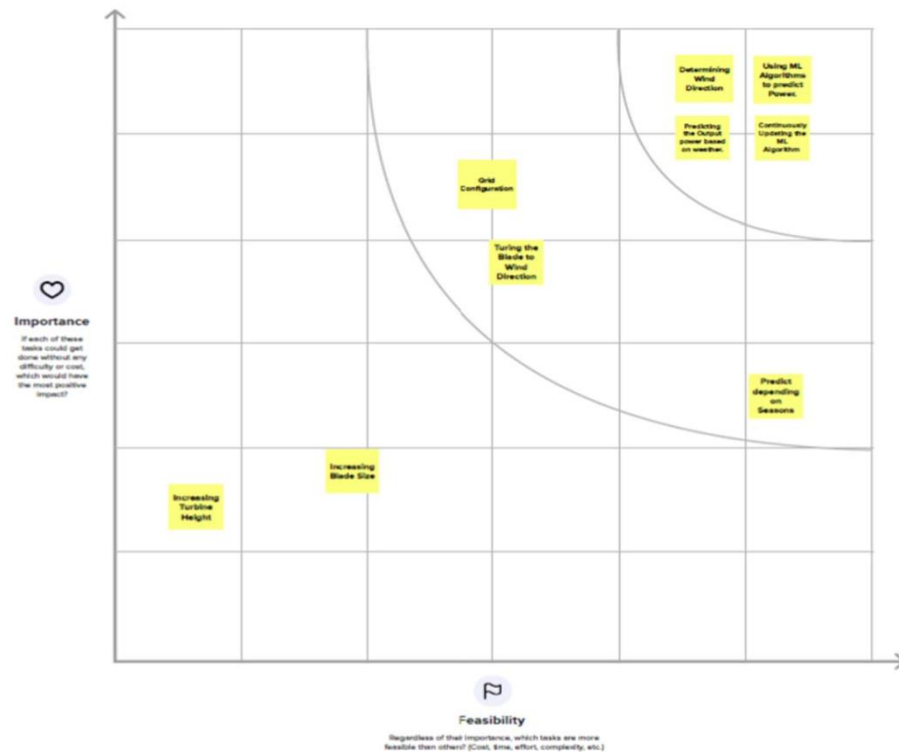 Determining
Wind
Direction
Using ML
Algorithms
to predict
Power.
Predicting
the Output
power based
on weather.
Continuously
Updating the
ML
Algorithm
Grid
Configuration
Turing the
Blade to
Wind
Direction
Importance
If each of these
tasks could get
done without any
difficulty or cost,
which would have
the most positive
impact?
Predict
depending
on
Seasons
Increasing
Blade Size
Increasing
Turbine
Height
Feasibility
Regardless of their importance, which tasks are more
feasible than others? (Cost, time, effort, complexity, etc.)